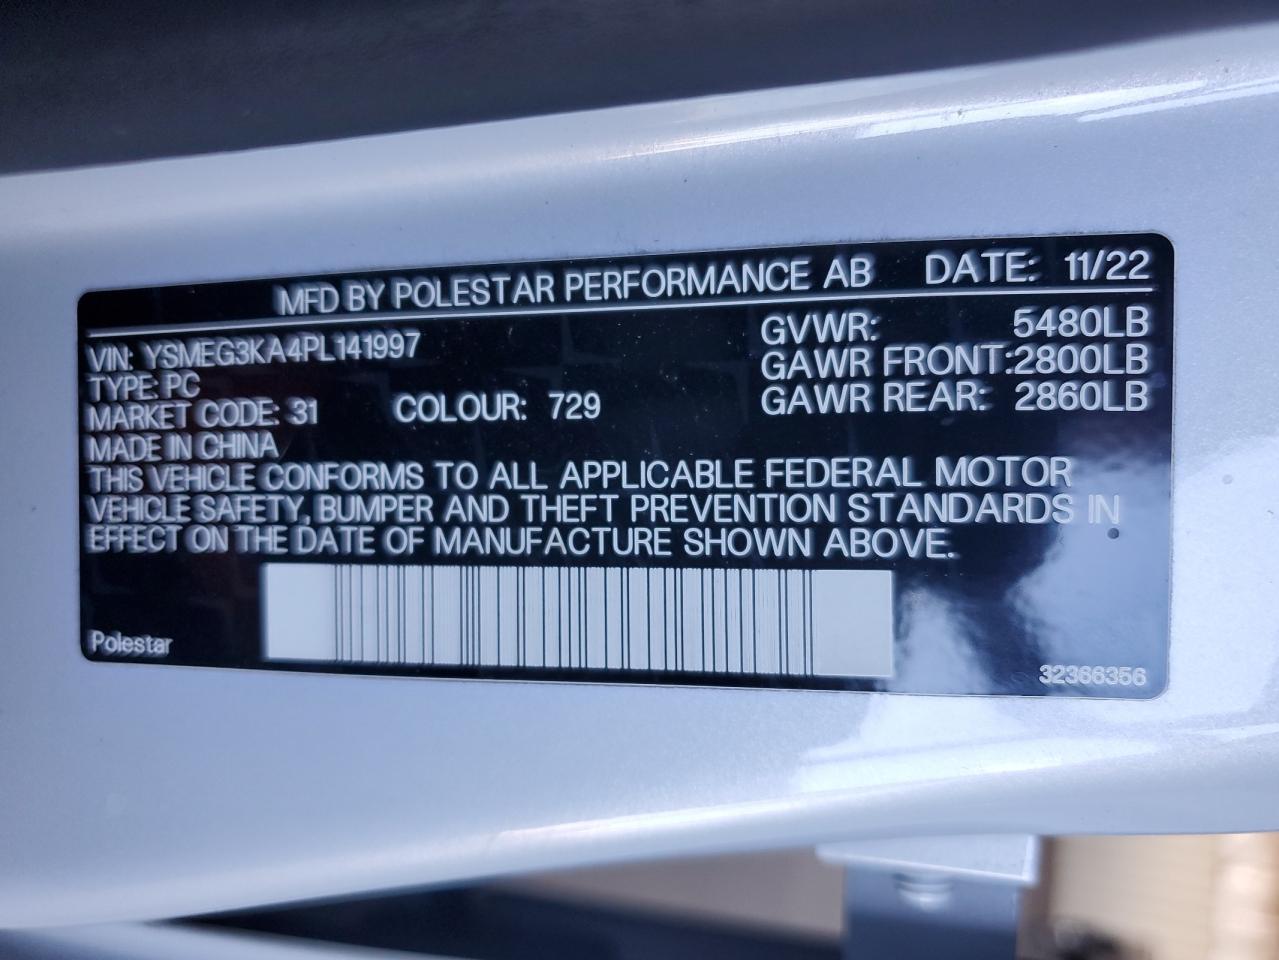 MFD BY POLESTAR PERFORMANCE AB DATE: 11/22
VIN: YSMEG3KA4PL141997
TYPE: PC
MARKET CODE: 31 COLOUR: 729
MADE IN CHINA
GVWR: 5480LB
GAWR FRONT:2800LB
GAWR REAR: 2860LB
THIS VEHICLE CONFORMS TO ALL APPLICABLE FEDERAL MOTOR
VEHICLE SAFETY, BUMPER AND THEFT PREVENTION STANDARDS IN
EFFECT ON THE DATE OF MANUFACTURE SHOWN ABOVE.
Polestar
32366356